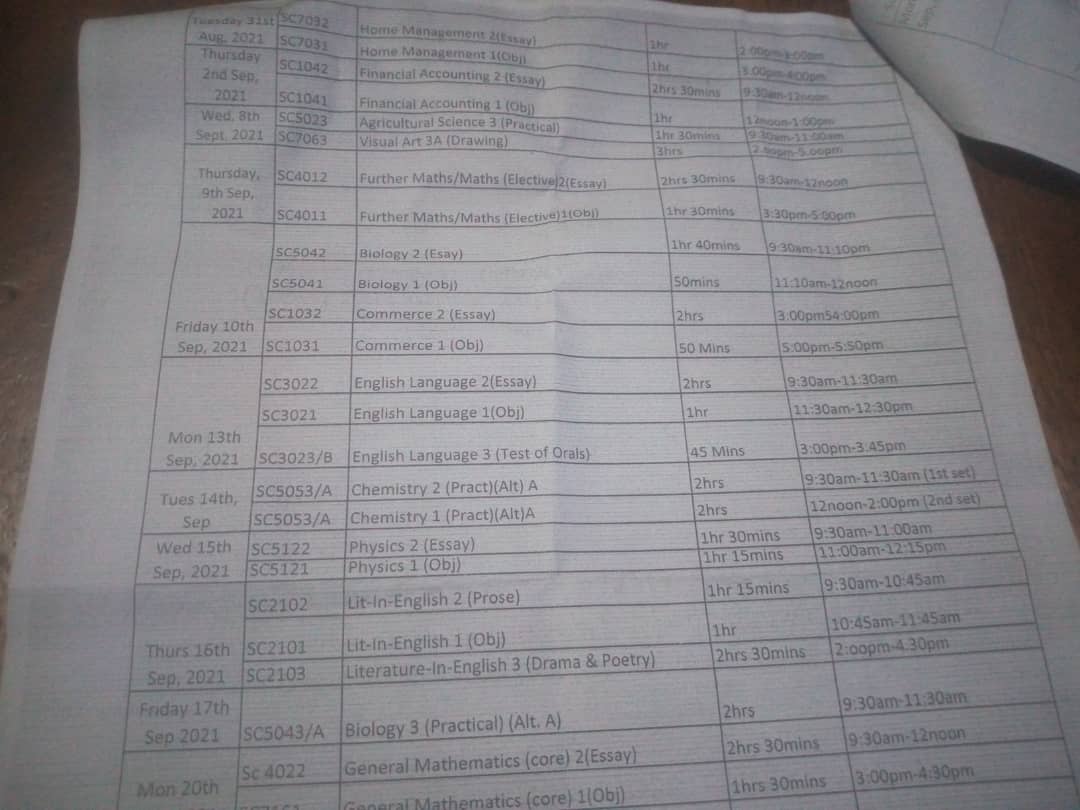 Tuesday 31st SC7032 Home Management 2(Essay) 1hr 2:00pm-3:00pm
Aug, 2021 SC7031 Home Management 1(Obj) 1hr 3:00pm-4:00pm
Thursday SC1042 Financial Accounting 2 (Essay) 2hrs 30mins 9:30am-12noon
2nd Sep,
2021 SC1041 Financial Accounting 1 (Obj) 1hr 12noon-1:00pm
Wed, 8th SC5023 Agricultural Science 3 (Practical) 1hr 30mins 9:30am-11:00am
Sept, 2021 SC7063 Visual Art 3A (Drawing) 3hrs 2:oopm-5.oopm
Thursday, SC4012 Further Maths/Maths (Elective)2(Essay) 2hrs 30mins 9:30am-12noon
9th Sep,
2021 SC4011 Further Maths/Maths (Elective)1(Obj) 1hr 30mins 3:30pm-5:00pm
SC5042 Biology 2 (Esay) 1hr 40mins 9:30am-11:10pm
SC5041 Biology 1 (Obj) 50mins 11:10am-12noon
SC1032 Commerce 2 (Essay) 2hrs 3:00pm54:00pm
Friday 10th
Sep, 2021 SC1031 Commerce 1 (Obj) 50 Mins 5:00pm-5:50pm
SC3022 English Language 2(Essay) 2hrs 9:30am-11:30am
SC3021 English Language 1(Obj) 1hr 11:30am-12:30pm
Mon 13th
Sep, 2021 SC3023/B English Language 3 (Test of Orals) 45 Mins 3:00pm-3:45pm
Tues 14th, SC5053/A Chemistry 2 (Pract)(Alt) A 2hrs 9:30am-11:30am (1st set)
Sep SC5053/A Chemistry 1 (Pract)(Alt)A 2hrs 12noon-2:00pm (2nd set)
Wed 15th SC5122 Physics 2 (Essay) 1hr 30mins 9:30am-11:00am
Sep, 2021 SC5121 Physics 1 (Obj) 1hr 15mins 11:00am-12:15pm
SC2102 Lit-In-English 2 (Prose) 1hr 15mins 9:30am-10:45am
Thurs 16th SC2101 Lit-In-English 1 (Obj) 1hr 10:45am-11:45am
Sep, 2021 SC2103 Literature-In-English 3 (Drama & Poetry) 2hrs 30mins 2:oopm-4.30pm
Friday 17th
Sep 2021 SC5043/A Biology 3 (Practical) (Alt. A) 2hrs 9:30am-11:30am
Mon 20th Sc 4022 General Mathematics (core) 2(Essay) 2hrs 30mins 9:30am-12noon
General Mathematics (core) 1(Obj) 1hrs 30mins 3:00pm-4:30pm